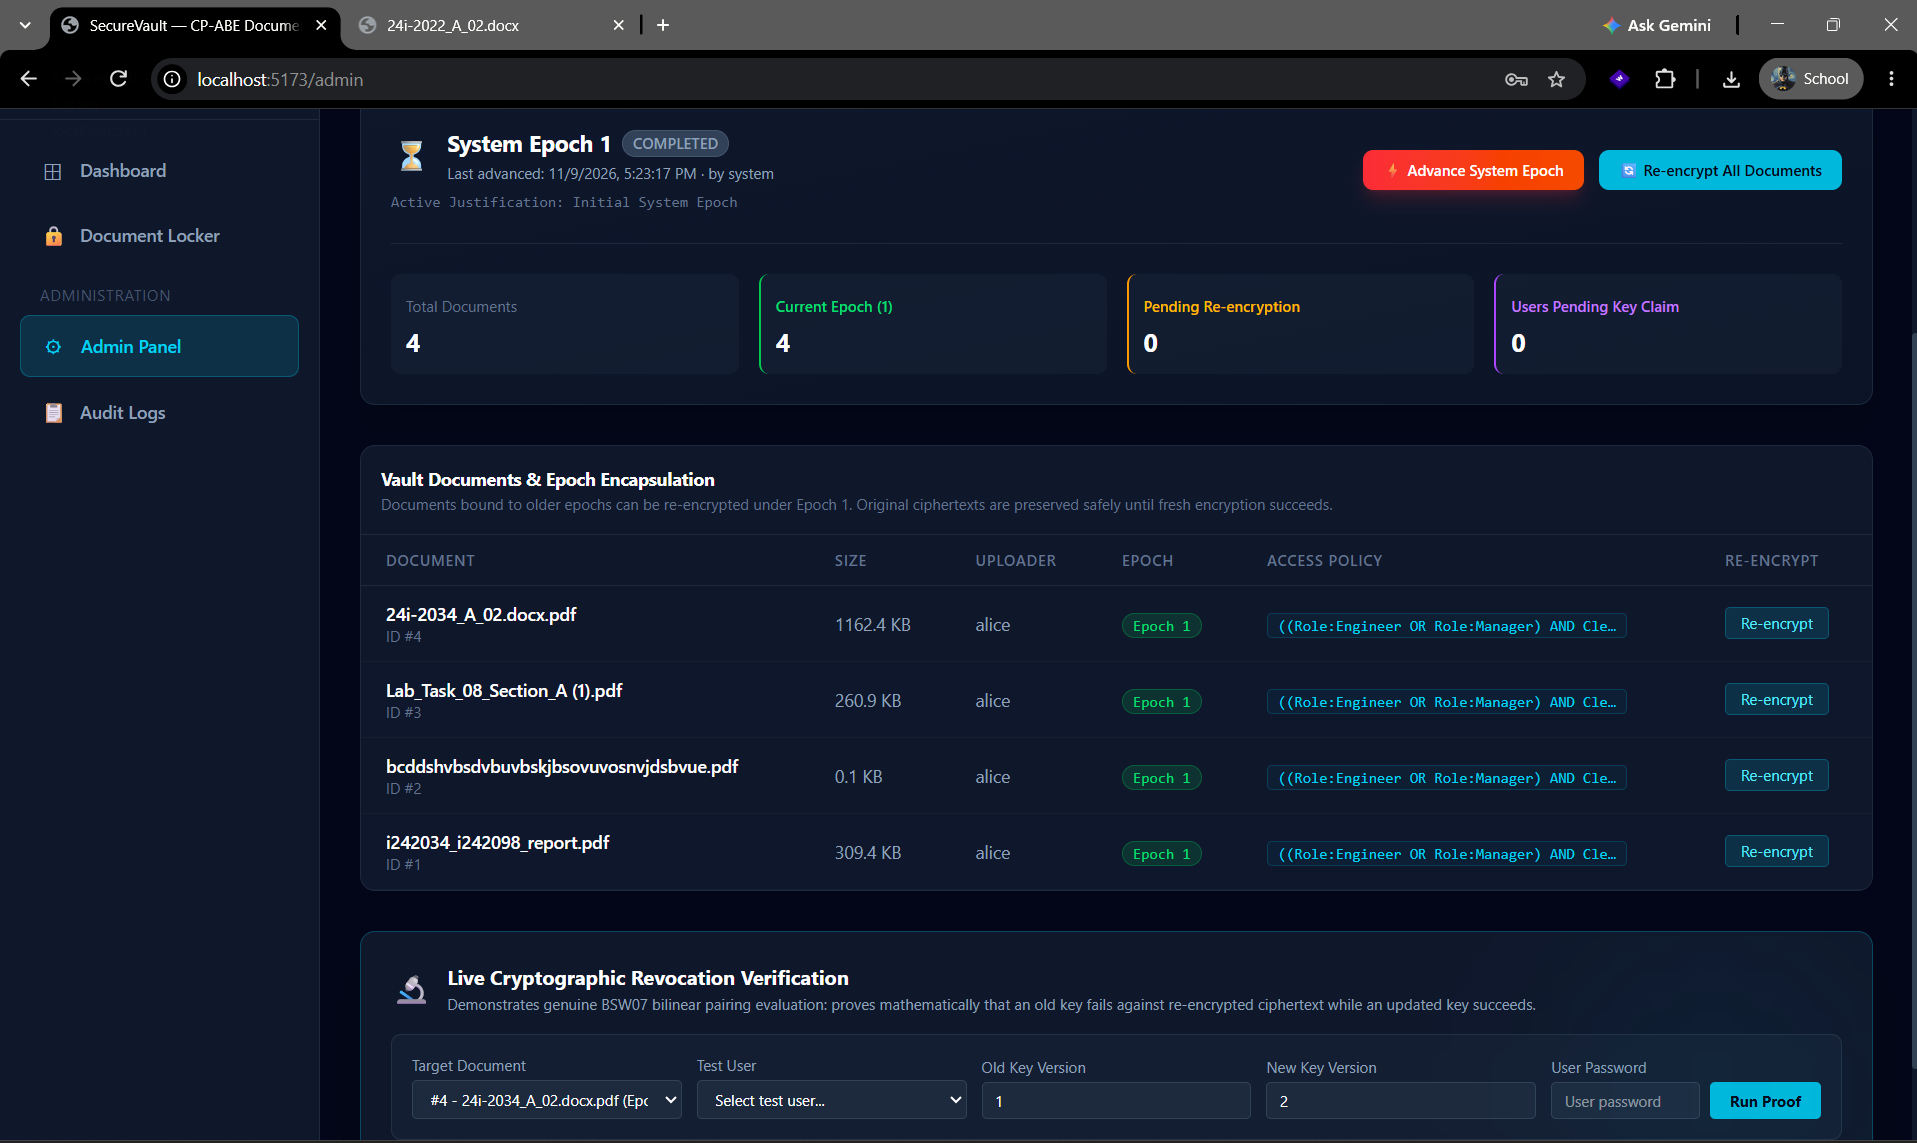 SecureVault — CP-ABE Docume
24i-2022_A_02.docx
Ask Gemini
localhost:5173/admin
School
Dashboard
Document Locker
ADMINISTRATION
Admin Panel
Audit Logs
System Epoch 1 COMPLETED
Last advanced: 11/9/2026, 5:23:17 PM · by system
Active Justification: Initial System Epoch
Advance System Epoch
Re-encrypt All Documents
Total Documents
4
Current Epoch (1)
4
Pending Re-encryption
0
Users Pending Key Claim
0
Vault Documents & Epoch Encapsulation
Documents bound to older epochs can be re-encrypted under Epoch 1. Original ciphertexts are preserved safely until fresh encryption succeeds.
DOCUMENT SIZE UPLOADER EPOCH ACCESS POLICY RE-ENCRYPT
24i-2034_A_02.docx.pdf
ID #4
1162.4 KB alice Epoch 1 ((Role:Engineer OR Role:Manager) AND Cle… Re-encrypt
Lab_Task_08_Section_A (1).pdf
ID #3
260.9 KB alice Epoch 1 ((Role:Engineer OR Role:Manager) AND Cle… Re-encrypt
bcddshvbsdvbuvbskjbsovuvosnvjdsbvue.pdf
ID #2
0.1 KB alice Epoch 1 ((Role:Engineer OR Role:Manager) AND Cle… Re-encrypt
i242034_i242098_report.pdf
ID #1
309.4 KB alice Epoch 1 ((Role:Engineer OR Role:Manager) AND Cle… Re-encrypt
Live Cryptographic Revocation Verification
Demonstrates genuine BSW07 bilinear pairing evaluation: proves mathematically that an old key fails against re-encrypted ciphertext while an updated key succeeds.
Target Document
#4 - 24i-2034_A_02.docx.pdf (Epc
Test User
Select test user...
Old Key Version
1
New Key Version
2
User Password
User password
Run Proof